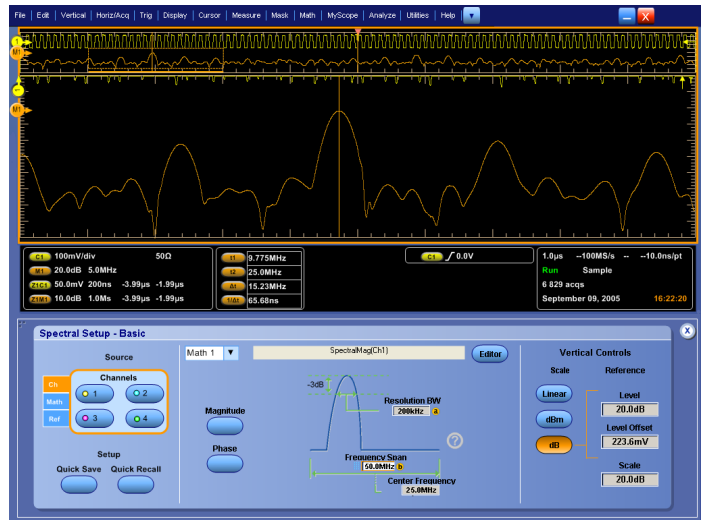 File Edit Vertical Horiz/Acq Trig Display Cursor Measure Mask Math MyScope Analyze Utilities Help
1
M1
1
M1
C1 100mV/div 50Ω
M1 20.0dB 5.0MHz
Z1C1 50.0mV 200ns -3.99µs -1.99µs
Z1M1 10.0dB 1.0Ms -3.99µs -1.99µs
t1 9.775MHz
t2 25.0MHz
Δt 15.23MHz
1/Δt 65.68ns
C1 0.0V
1.0µs --100MS/s -- --10.0ns/pt
Run Sample
6 829 acqs
September 09, 2005 16:22:20
Spectral Setup - Basic
X
Source
Ch
Math
Ref
Channels
1 2
3 4
Setup
Quick Save Quick Recall
Math 1
SpectralMag(Ch1)
Editor
Magnitude
Phase
-3dB
Resolution BW
200kHz a
Frequency Span
50.0MHz b
Center Frequency
25.0MHz
?
Vertical Controls
Scale
Linear
dBm
dB
Reference
Level
20.0dB
Level Offset
223.6mV
Scale
20.0dB